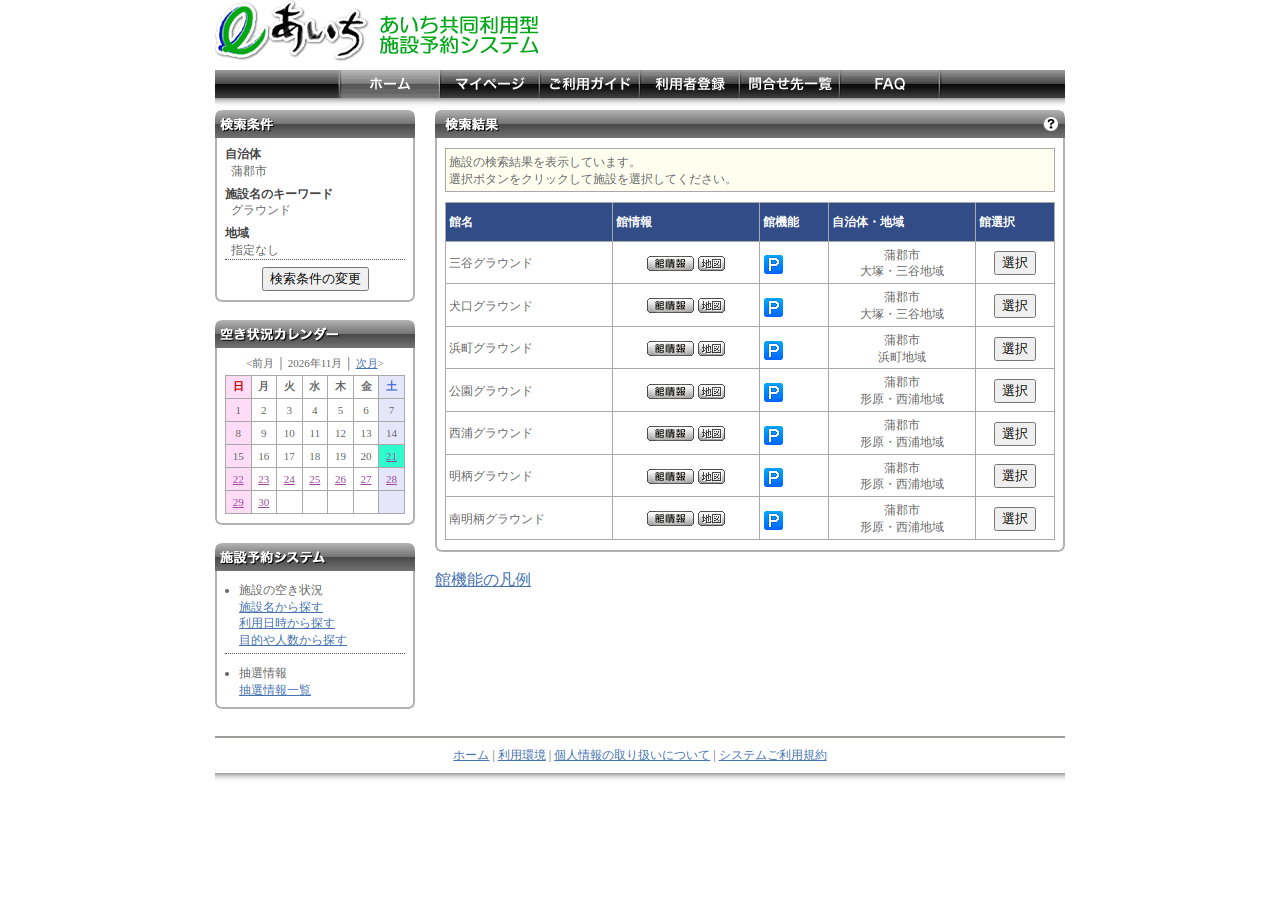 あいち あいち共同利用型
施設予約システム
ホーム マイページ ご利用ガイド 利用者登録 問合せ先一覧 FAQ
検索条件
自治体
蒲郡市
施設名のキーワード
グラウンド
地域
指定なし
検索条件の変更
空き状況カレンダー
<前月 │ 2026年11月 │ 次月>
日 月 火 水 木 金 土
1 2 3 4 5 6 7
8 9 10 11 12 13 14
15 16 17 18 19 20 21
22 23 24 25 26 27 28
29 30
施設予約システム
施設の空き状況
施設名から探す
利用日時から探す
目的や人数から探す
抽選情報
抽選情報一覧
検索結果 ?
施設の検索結果を表示しています。
選択ボタンをクリックして施設を選択してください。
館名 館情報 館機能 自治体・地域 館選択
三谷グラウンド 館情報 地図 P 蒲郡市 選択
大塚・三谷地域
犬口グラウンド 館情報 地図 P 蒲郡市 選択
大塚・三谷地域
浜町グラウンド 館情報 地図 P 蒲郡市 選択
浜町地域
公園グラウンド 館情報 地図 P 蒲郡市 選択
形原・西浦地域
西浦グラウンド 館情報 地図 P 蒲郡市 選択
形原・西浦地域
明柄グラウンド 館情報 地図 P 蒲郡市 選択
形原・西浦地域
南明柄グラウンド 館情報 地図 P 蒲郡市 選択
形原・西浦地域
館機能の凡例
ホーム | 利用環境 | 個人情報の取り扱いについて | システムご利用規約